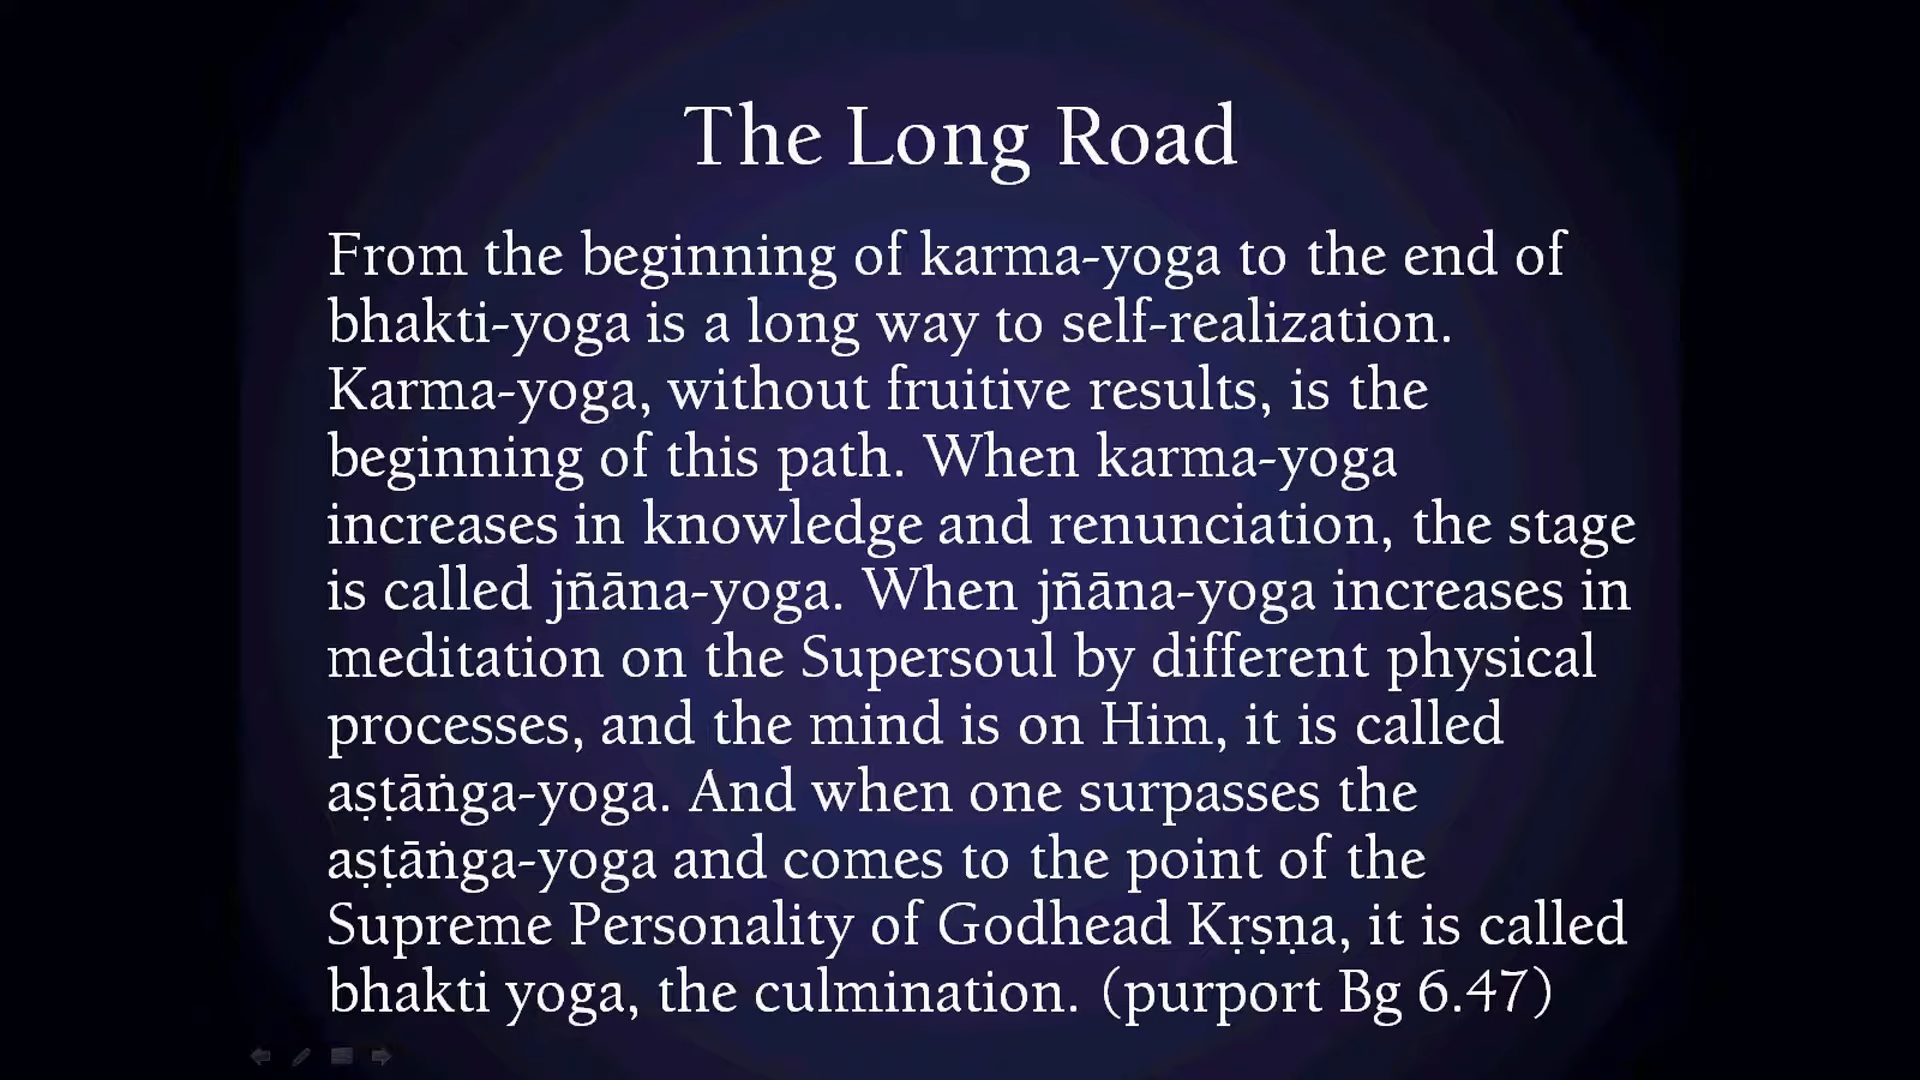 The Long Road
From the beginning of karma-yoga to the end of
bhakti-yoga is a long way to self-realization.
Karma-yoga, without fruitive results, is the
beginning of this path. When karma-yoga
increases in knowledge and renunciation, the stage
is called jñāna-yoga. When jñāna-yoga increases in
meditation on the Supersoul by different physical
processes, and the mind is on Him, it is called
aṣṭāṅga-yoga. And when one surpasses the
aṣṭāṅga-yoga and comes to the point of the
Supreme Personality of Godhead Kṛṣṇa, it is called
bhakti yoga, the culmination. (purport Bg 6.47)